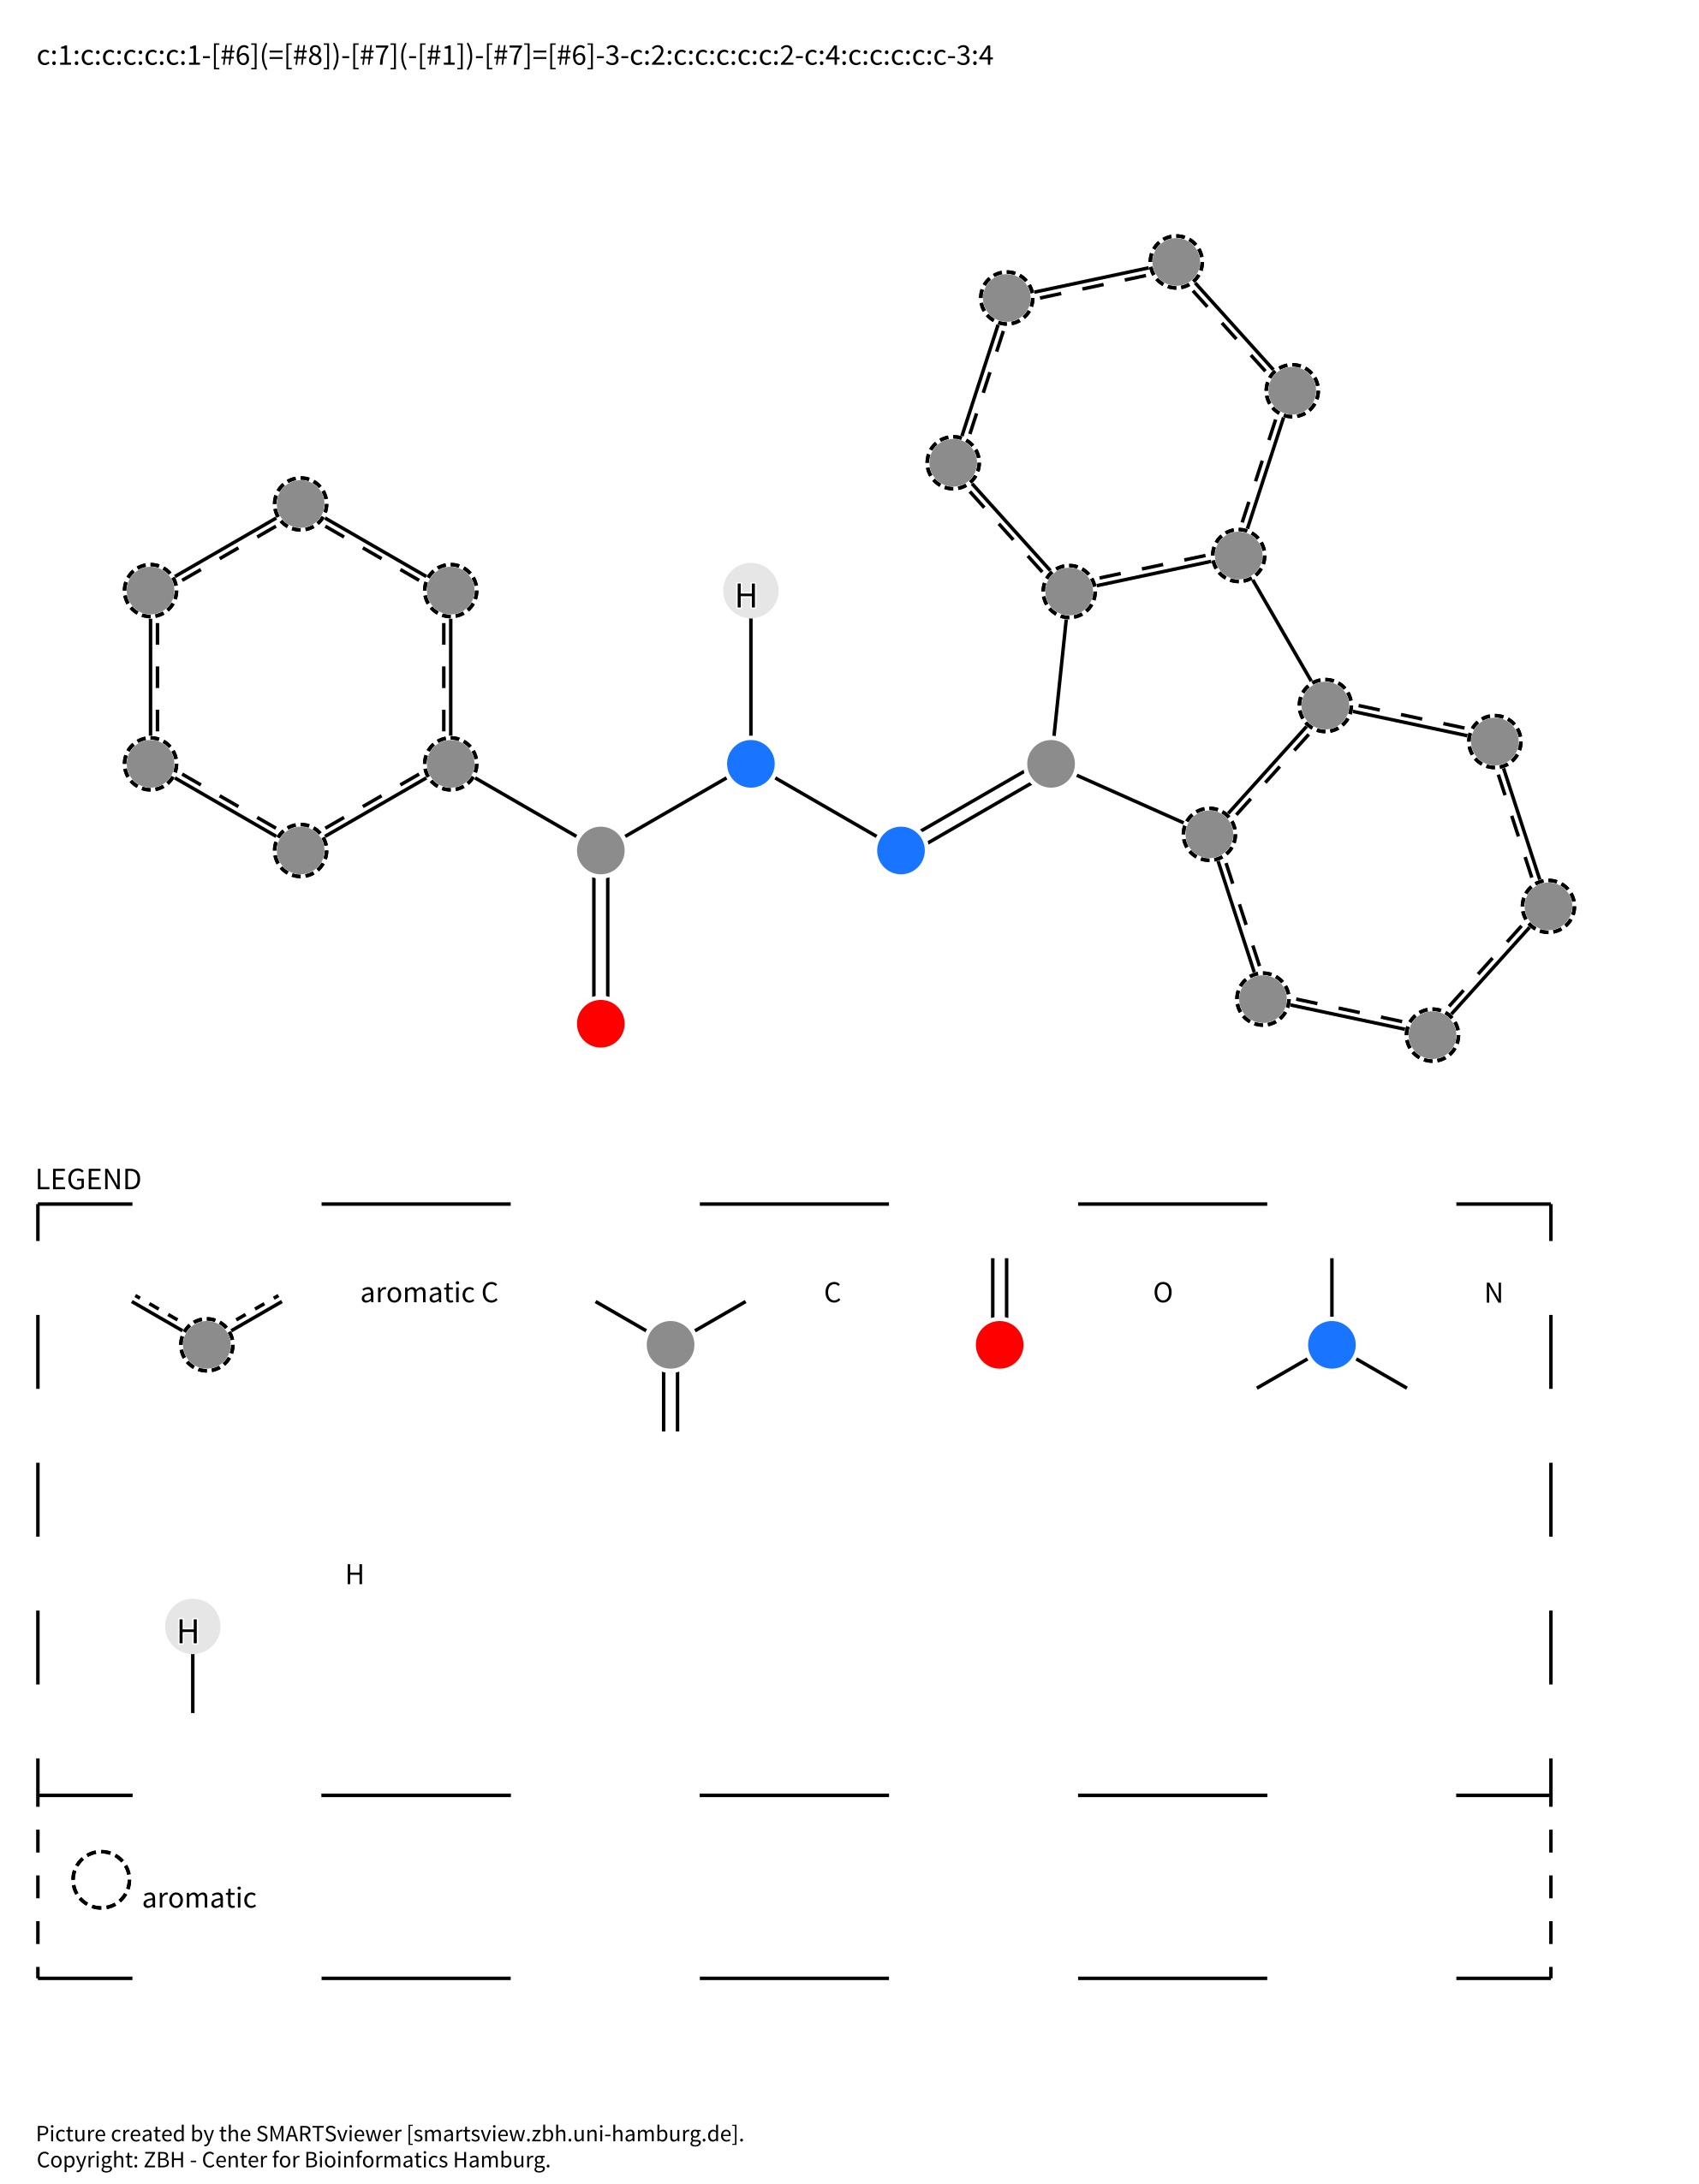 c:1:c:c:c:c:c:1-[#6](=[#8])-[#7](-[#1])-[#7]=[#6]-3-c:2:c:c:c:c:c:2-c:4:c:c:c:c:c-3:4
H
LEGEND
aromatic C
C
O
N
H
H
aromatic
Picture created by the SMARTSviewer [smartsview.zbh.uni-hamburg.de].
Copyright: ZBH - Center for Bioinformatics Hamburg.